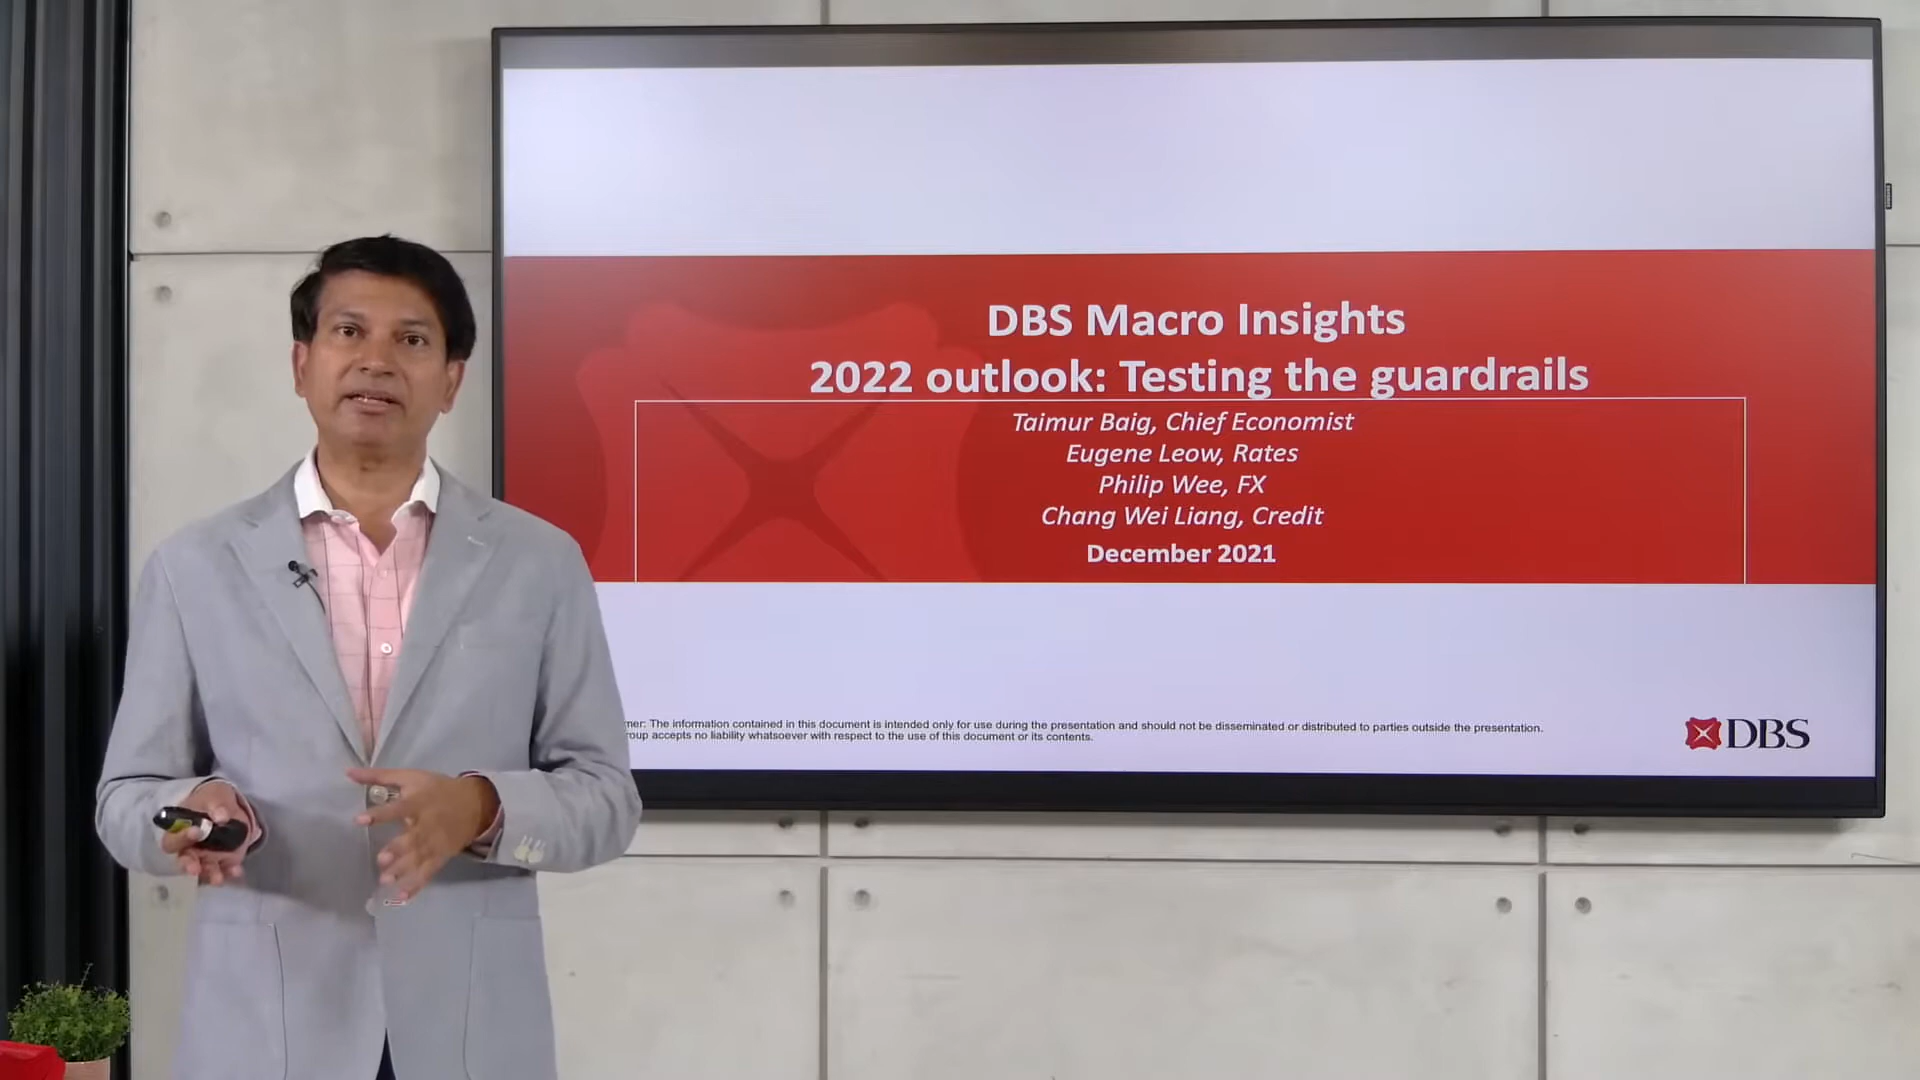 DBS Macro Insights
2022 outlook: Testing the guardrails
Taimur Baig, Chief Economist
Eugene Leow, Rates
Philip Wee, FX
Chang Wei Liang, Credit
December 2021
mer: The information contained in this document is intended only for use during the presentation and should not be disseminated or distributed to parties outside the presentation.
roup accepts no liability whatsoever with respect to the use of this document or its contents.
DBS